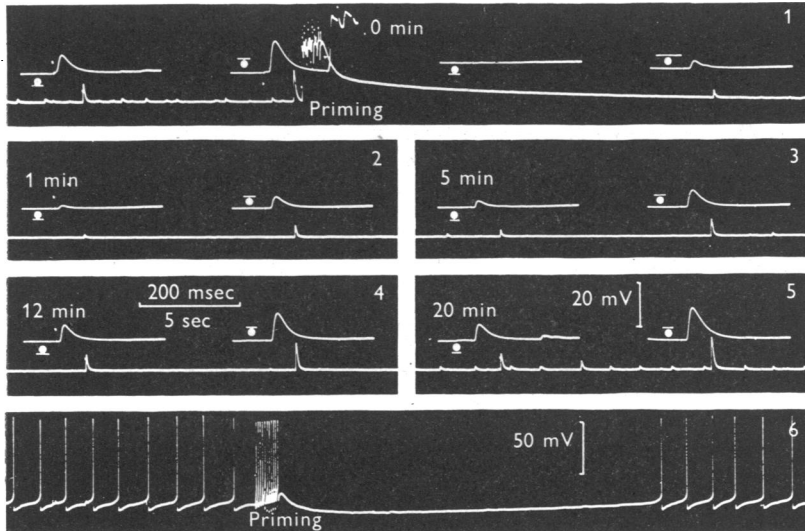 1
0 min
Priming
2
1 min
3
5 min
4
12 min
200 msec
5 sec
5
20 min
20 mV
6
50 mV
Priming